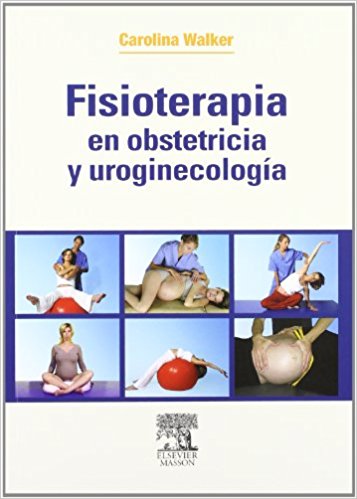 Carolina Walker
Fisioterapia
en obstetricia
y uroginecología
ELSEVIER
MASSON